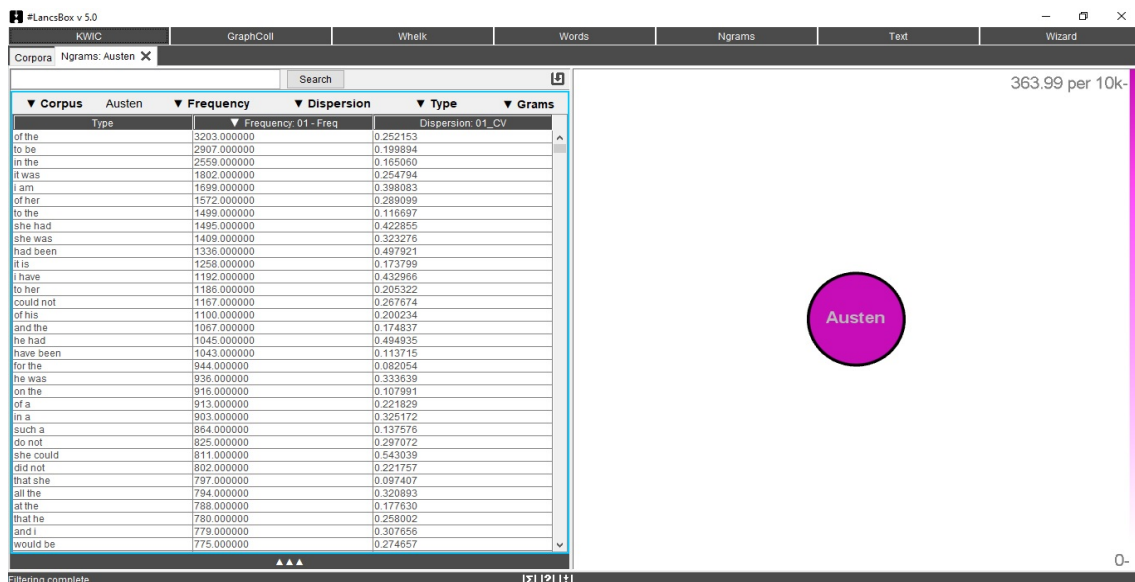 #LancsBox v 5.0
KWIC GraphColl Whelk Words Ngrams Text Wizard
Corpora Ngrams: Austen
Search
▼ Corpus Austen ▼ Frequency ▼ Dispersion ▼ Type ▼ Grams
Type ▼ Frequency: 01 - Freq Dispersion: 01_CV
of the 3203.000000 0.252153
to be 2907.000000 0.199894
in the 2559.000000 0.165060
it was 1802.000000 0.254794
i am 1699.000000 0.398083
of her 1572.000000 0.289099
to the 1499.000000 0.116697
she had 1495.000000 0.422855
she was 1409.000000 0.323276
had been 1336.000000 0.497921
it is 1258.000000 0.173799
i have 1192.000000 0.432966
to her 1186.000000 0.205322
could not 1167.000000 0.267674
of his 1100.000000 0.200234
and the 1067.000000 0.174837
he had 1045.000000 0.494935
have been 1043.000000 0.113715
for the 944.000000 0.082054
he was 936.000000 0.333639
on the 916.000000 0.107991
of a 913.000000 0.221829
in a 903.000000 0.325172
such a 864.000000 0.137576
do not 825.000000 0.297072
she could 811.000000 0.543039
did not 802.000000 0.221757
that she 797.000000 0.097407
all the 794.000000 0.320893
at the 788.000000 0.177630
that he 780.000000 0.258002
and i 779.000000 0.307656
would be 775.000000 0.274657
▲▲▲
Filtering complete
363.99 per 10k-
Austen
0-